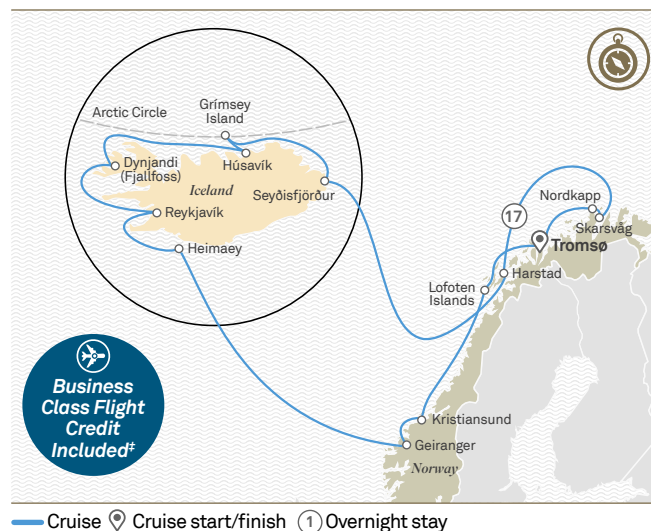 Arctic Circle
Grímsey
Island
Dynjandi
(Fjallfoss)
Húsavík
Iceland
Seyðisfjörður
Reykjavík
Heimaey
17
Nordkapp
Skarsvåg
Tromsø
Harstad
Lofoten
Islands
Business
Class Flight
Credit
Included‡
Kristiansund
Geiranger
Norway
Cruise Cruise start/finish 1 Overnight stay